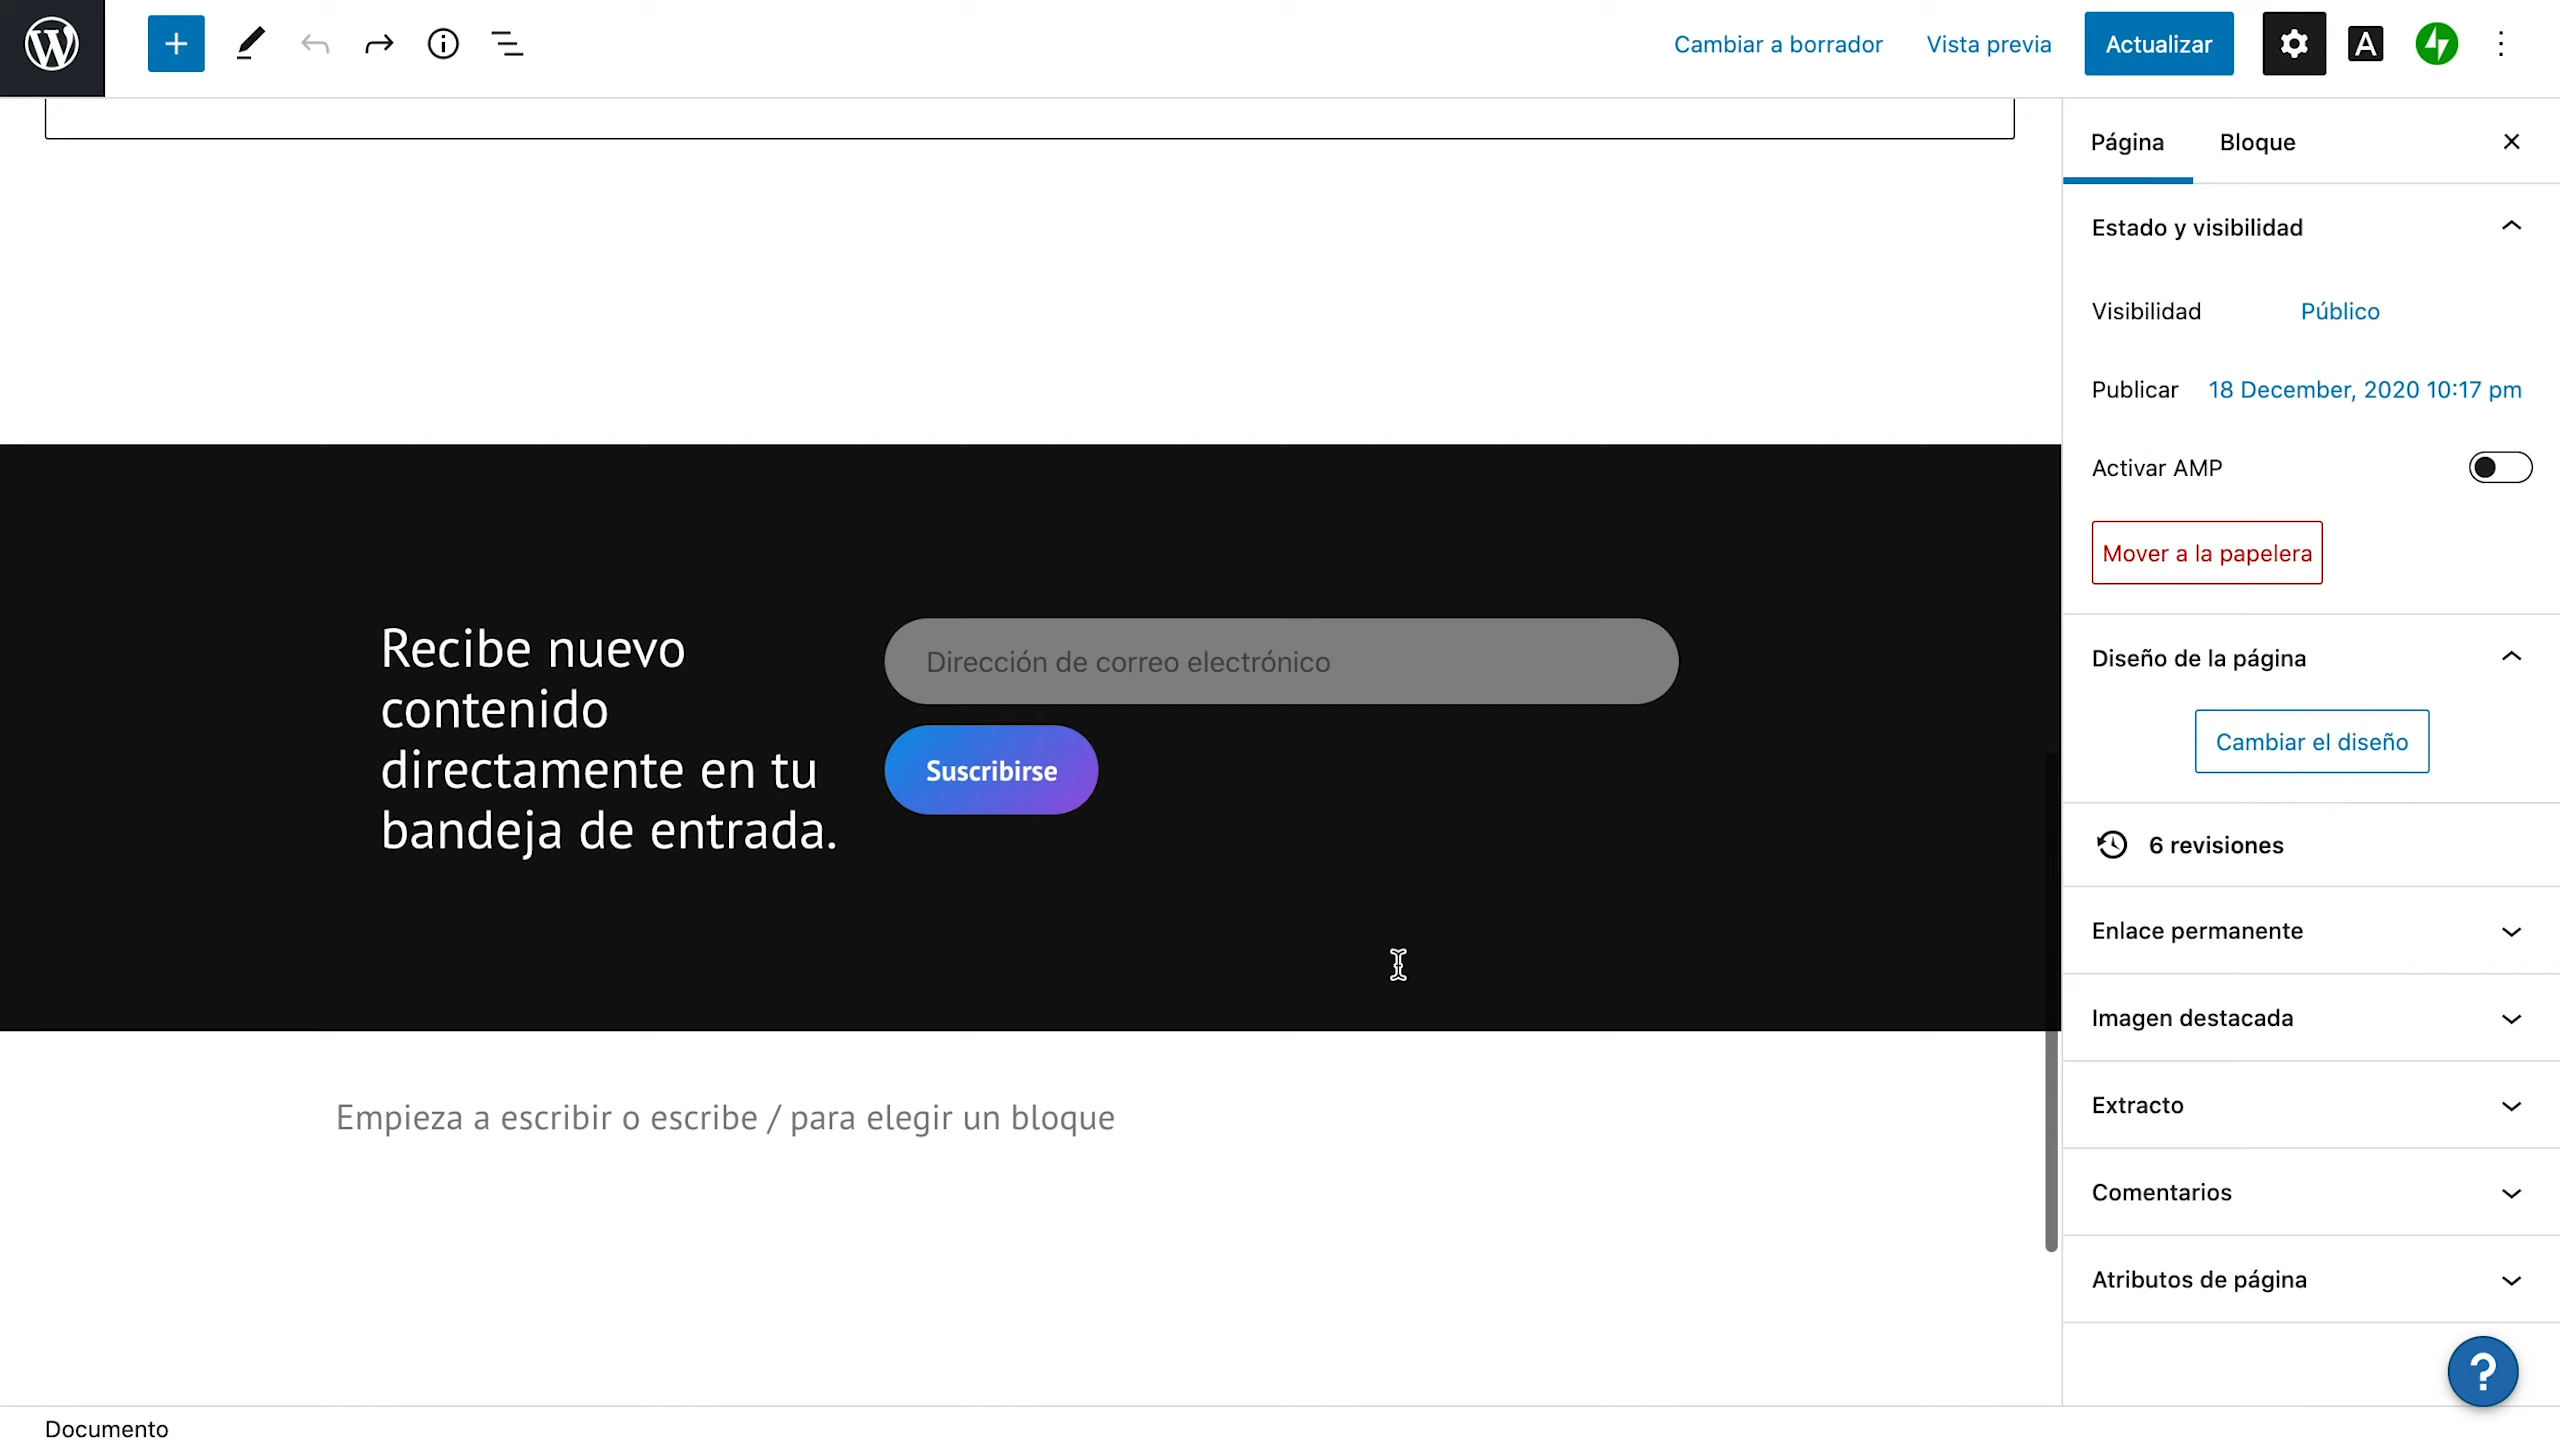 Cambiar a borrador
Vista previa
Actualizar
A
Página
Bloque
Estado y visibilidad
Visibilidad
Público
Publicar
18 December, 2020 10:17 pm
Activar AMP
Mover a la papelera
Diseño de la página
Cambiar el diseño
6 revisiones
Enlace permanente
Imagen destacada
Extracto
Comentarios
Atributos de página
Recibe nuevo
contenido
directamente en tu
bandeja de entrada.
Dirección de correo electrónico
Suscribirse
Empieza a escribir o escribe / para elegir un bloque
?
Documento